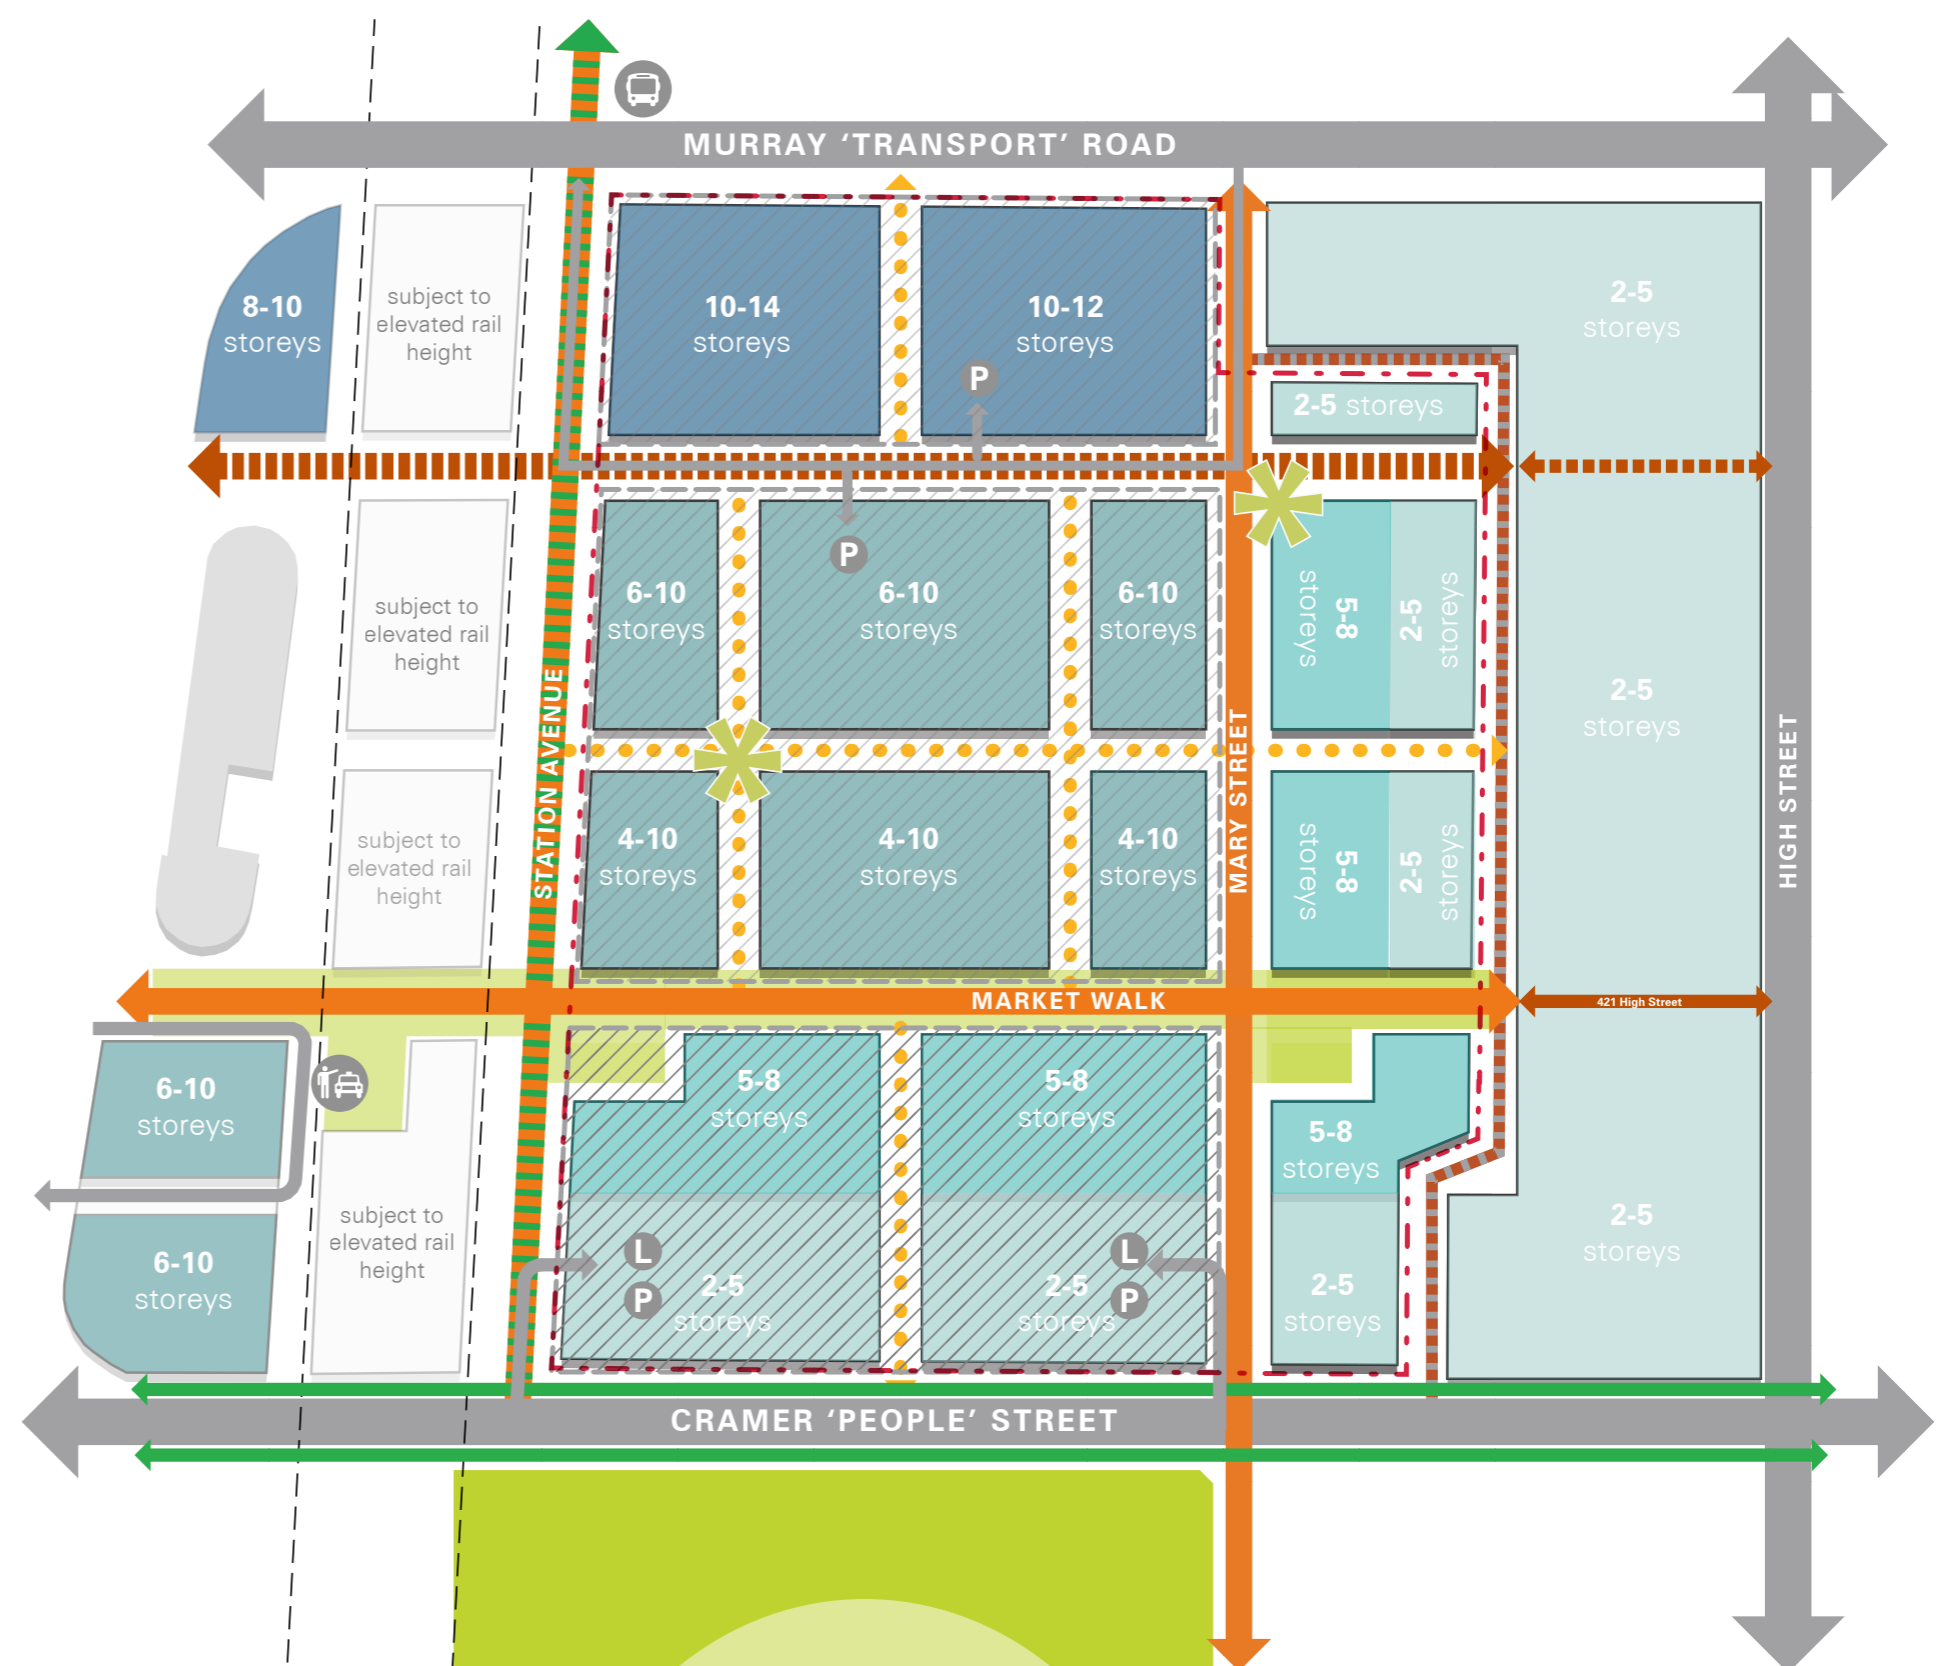 MURRAY ‘TRANSPORT’ ROAD
8-10
storeys
subject to
elevated rail
height
10-14
storeys
10-12
storeys
P
2-5
storeys
2-5 storeys
P
subject to
elevated rail
height
6-10
storeys
6-10
storeys
6-10
storeys
5-8
storeys
2-5
storeys
2-5
storeys
STATION AVENUE
MARY STREET
HIGH STREET
subject to
elevated rail
height
4-10
storeys
4-10
storeys
4-10
storeys
5-8
storeys
2-5
storeys
MARKET WALK
421 High Street
6-10
storeys
5-8
storeys
5-8
storeys
5-8
storeys
subject to
elevated rail
height
6-10
storeys
L
P
2-5
storeys
2-5
storeys
L
P
2-5
storeys
2-5
storeys
CRAMER ‘PEOPLE’ STREET